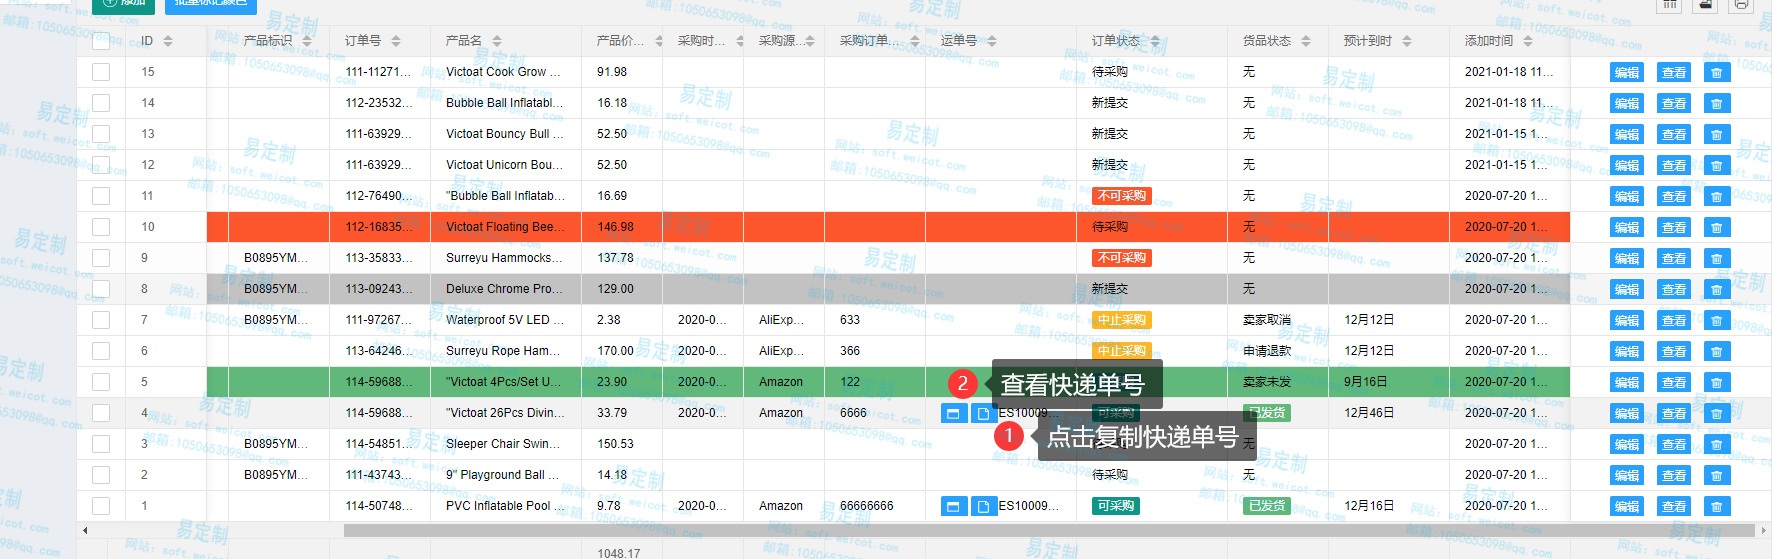 添加 批量标记颜色
ID 产品标识 订单号 产品名 产品价... 采购时... 采购源... 采购订单... 运单号 订单状态 货品状态 预计到时 添加时间
15 111-11271... Victoat Cook Grow ... 91.98 待采购 无 2021-01-18 11... 编辑 查看
14 112-23532... Bubble Ball Inflatabl... 16.18 新提交 无 2021-01-18 11... 编辑 查看
13 111-63929... Victoat Bouncy Bull ... 52.50 新提交 无 2021-01-15 1... 编辑 查看
12 111-63929... Victoat Unicorn Bou... 52.50 新提交 无 2021-01-15 1... 编辑 查看
11 112-76490... "Bubble Ball Inflatab... 16.69 不可采购 无 2020-07-20 1... 编辑 查看
10 112-16835... Victoat Floating Bee... 146.98 待采购 无 2020-07-20 1... 编辑 查看
9 B0895YM... 113-35833... Surreyu Hammocks... 137.78 不可采购 无 2020-07-20 1... 编辑 查看
8 B0895YM... 113-09243... Deluxe Chrome Pro... 129.00 新提交 无 2020-07-20 1... 编辑 查看
7 B0895YM... 111-97267... Waterproof 5V LED ... 2.38 2020-0... AliExp... 633 中止采购 卖家取消 12月12日 2020-07-20 1... 编辑 查看
6 113-64246... Surreyu Rope Ham... 170.00 2020-0... AliExp... 366 中止采购 申请退款 12月12日 2020-07-20 1... 编辑 查看
5 114-59688... "Victoat 4Pcs/Set U... 23.90 2020-0... Amazon 122 2 查看快递单号 卖家未发 9月16日 2020-07-20 1... 编辑 查看
4 114-59688... "Victoat 26Pcs Divin... 33.79 2020-0... Amazon 6666 ES10009... 可采购 已发货 12月46日 2020-07-20 1... 编辑 查看
1 点击复制快递单号
3 B0895YM... 114-54851... Sleeper Chair Swin... 150.53 无 2020-07-20 1... 编辑 查看
2 B0895YM... 111-43743... 9" Playground Ball ... 14.18 待采购 无 2020-07-20 1... 编辑 查看
1 114-50748... PVC Inflatable Pool ... 9.78 2020-0... Amazon 66666666 ES10009... 可采购 已发货 12月16日 2020-07-20 1... 编辑 查看
1048.17
易定制
网站: soft.weicot.com
邮箱:1050653098@qq.com